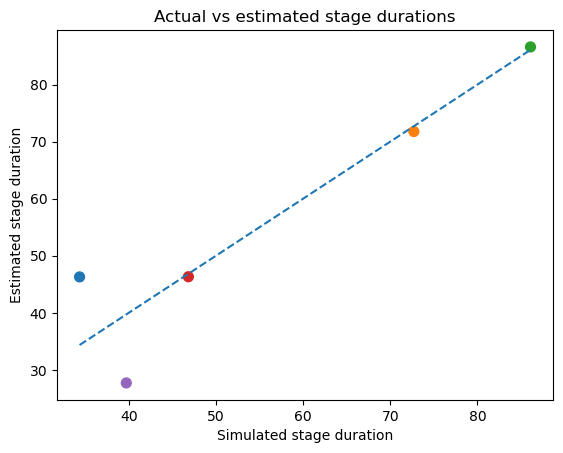 Actual vs estimated stage durations
Estimated stage duration
80
70
60
50
40
30
40 50 60 70 80
Simulated stage duration